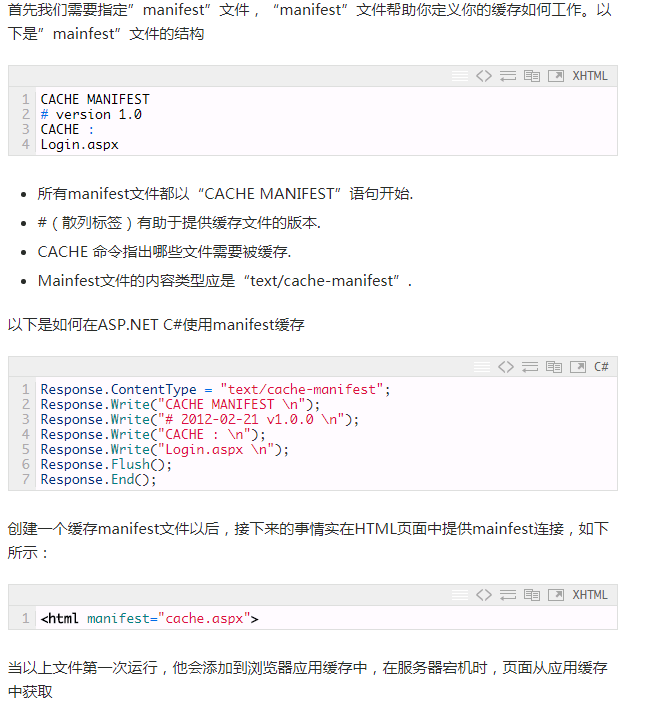 首先我们需要指定”manifest”文件，“manifest”文件帮助你定义你的缓存如何工作。以
下是”mainfest”文件的结构
XHTML
1 CACHE MANIFEST
2 # version 1.0
3 CACHE :
4 Login.aspx
所有manifest文件都以“CACHE MANIFEST”语句开始.
#（散列标签）有助于提供缓存文件的版本.
CACHE 命令指出哪些文件需要被缓存.
Mainfest文件的内容类型应是“text/cache-manifest”.
以下是如何在ASP.NET C#使用manifest缓存
C#
1 Response.ContentType = "text/cache-manifest";
2 Response.Write("CACHE MANIFEST \n");
3 Response.Write("# 2012-02-21 v1.0.0 \n");
4 Response.Write("CACHE : \n");
5 Response.Write("Login.aspx \n");
6 Response.Flush();
7 Response.End();
创建一个缓存manifest文件以后，接下来的事情实在HTML页面中提供mainfest连接，如下
所示：
XHTML
1 <html manifest="cache.aspx">
当以上文件第一次运行，他会添加到浏览器应用缓存中，在服务器宕机时，页面从应用缓存
中获取